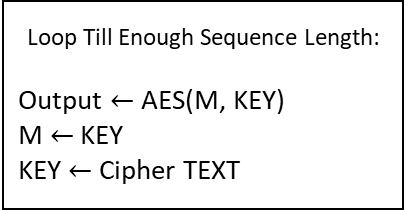 Loop Till Enough Sequence Length:
Output ← AES(M, KEY)
M ← KEY
KEY ← Cipher TEXT